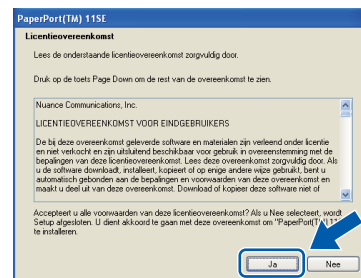 PaperPort(TM) 11SE
Licentieovereenkomst
Lees de onderstaande licentieovereenkomst zorgvuldig door.
Druk op de toets Page Down om de rest van de overeenkomst te zien.
Nuance Communications, Inc.
LICENTIEOVEREENKOMST VOOR EINDGEBRUIKERS
De bij deze overeenkomst geleverde software en materialen zijn verleend onder licentie
en niet verkocht en zijn uitsluitend beschikbaar voor gebruik in overeenstemming met de
bepalingen van deze licentieovereenkomst. Lees deze overeenkomst zorgvuldig door. Als
u de software downloadt, installeert, kopieert of op enige andere wijze gebruikt, bent u
automatisch gebonden aan de bepalingen en voorwaarden van deze overeenkomst en
maakt u deel uit van deze overeenkomst. Download of kopieer deze software niet of
Accepteert u alle voorwaarden van deze licentieovereenkomst? Als u Nee selecteert, wordt
Setup afgesloten. U dient akkoord te gaan met deze overeenkomst om "PaperPort(TM) 11
te installeren.
Ja
Nee